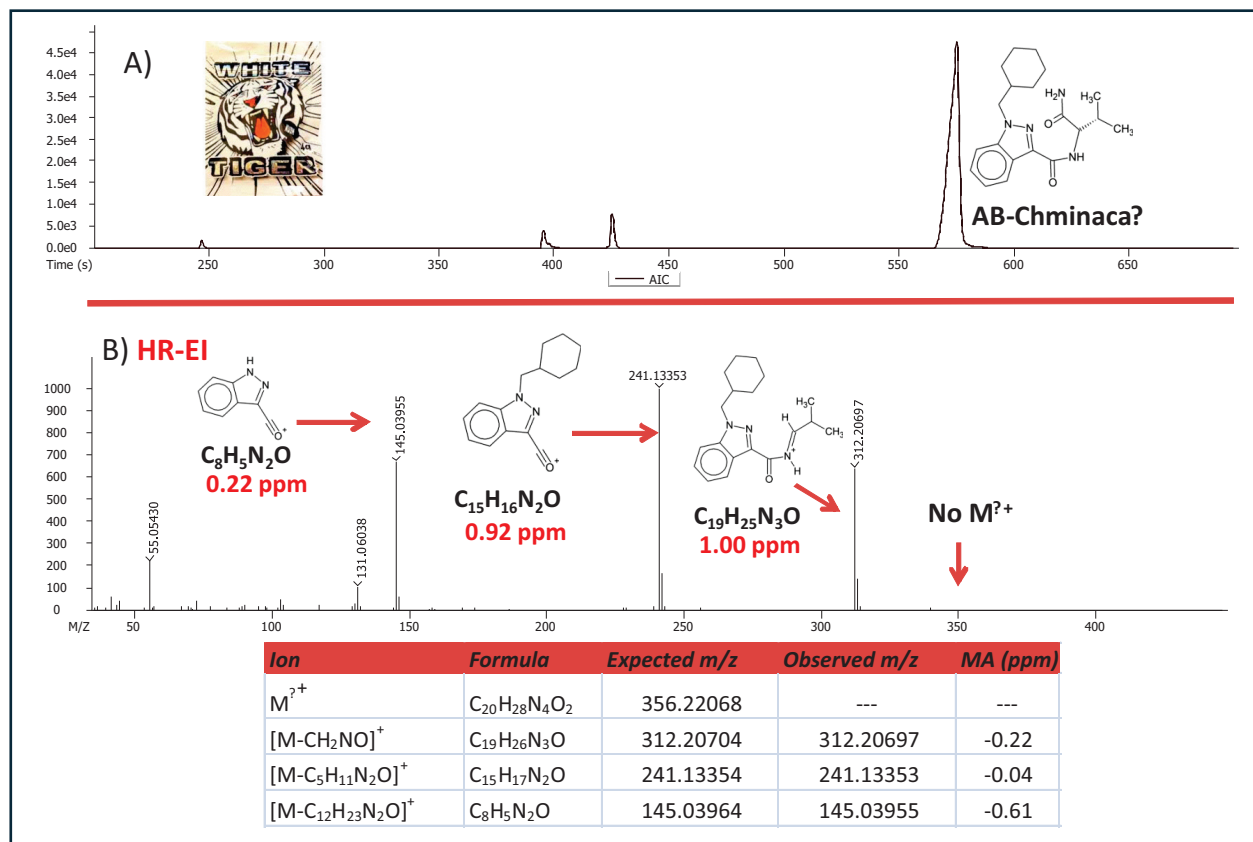 A)
WHITE
TIGER
4.5e4
4.0e4
3.5e4
3.0e4
2.5e4
2.0e4
1.5e4
1.0e4
5.0e3
0.0e0
Time (s)
250
300
350
400
450
500
550
600
650
AIC
H₂N
O
CH₃
CH₃
N
N
NH
O
AB-Chminaca?
B) HR-EI
1000
900
800
700
600
500
400
300
200
100
0
M/Z
50
100
150
200
250
300
350
400
55.05430
131.06038
145.03955
241.13353
312.20697
H
N
N
O
+
C₈H₅N₂O
0.22 ppm
N
N
O
+
C₁₅H₁₆N₂O
0.92 ppm
N
N
H
CH₃
CH₃
N
+
O
H
C₁₉H₂₅N₃O
1.00 ppm
No M?+
Ion Formula Expected m/z Observed m/z MA (ppm)
M?+ C₂₀H₂₈N₄O₂ 356.22068 --- ---
[M-CH₂NO]⁺ C₁₉H₂₆N₃O 312.20704 312.20697 -0.22
[M-C₅H₁₁N₂O]⁺ C₁₅H₁₇N₂O 241.13354 241.13353 -0.04
[M-C₁₂H₂₃N₂O]⁺ C₈H₅N₂O 145.03964 145.03955 -0.61